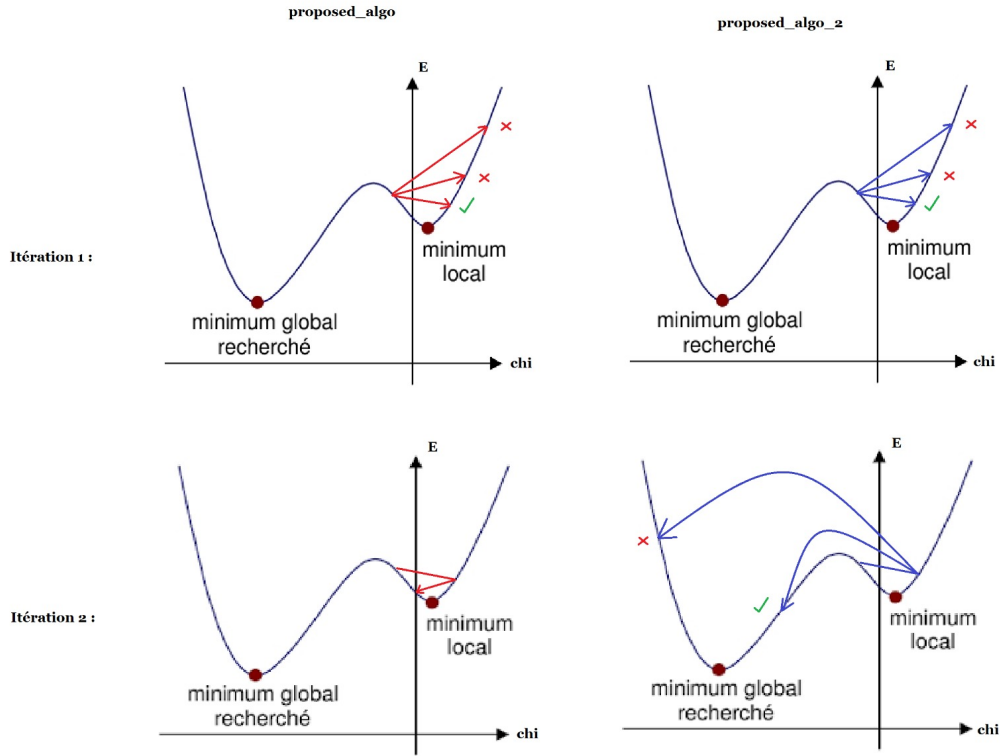 proposed_algo
proposed_algo_2
Itération 1 :
E
minimum
local
minimum global
recherché
chi
E
minimum
local
minimum global
recherché
chi
Itération 2 :
E
minimum
local
minimum global
recherché
chi
E
minimum
local
minimum global
recherché
chi